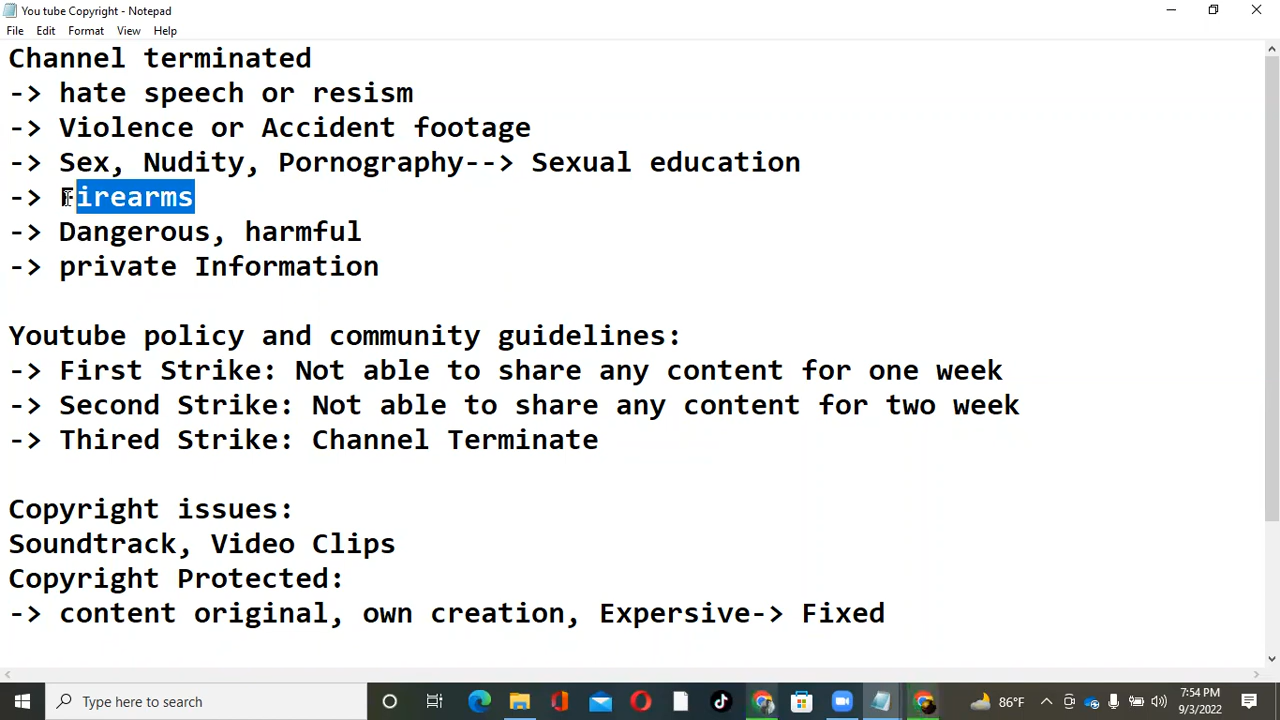 You tube Copyright - Notepad
File Edit Format View Help
Channel terminated
-> hate speech or resism
-> Violence or Accident footage
-> Sex, Nudity, Pornography--> Sexual education
-> Firearms
-> Dangerous, harmful
-> private Information
Youtube policy and community guidelines:
-> First Strike: Not able to share any content for one week
-> Second Strike: Not able to share any content for two week
-> Thired Strike: Channel Terminate
Copyright issues:
Soundtrack, Video Clips
Copyright Protected:
-> content original, own creation, Expersive-> Fixed
Type here to search
86°F
7:54 PM
9/3/2022